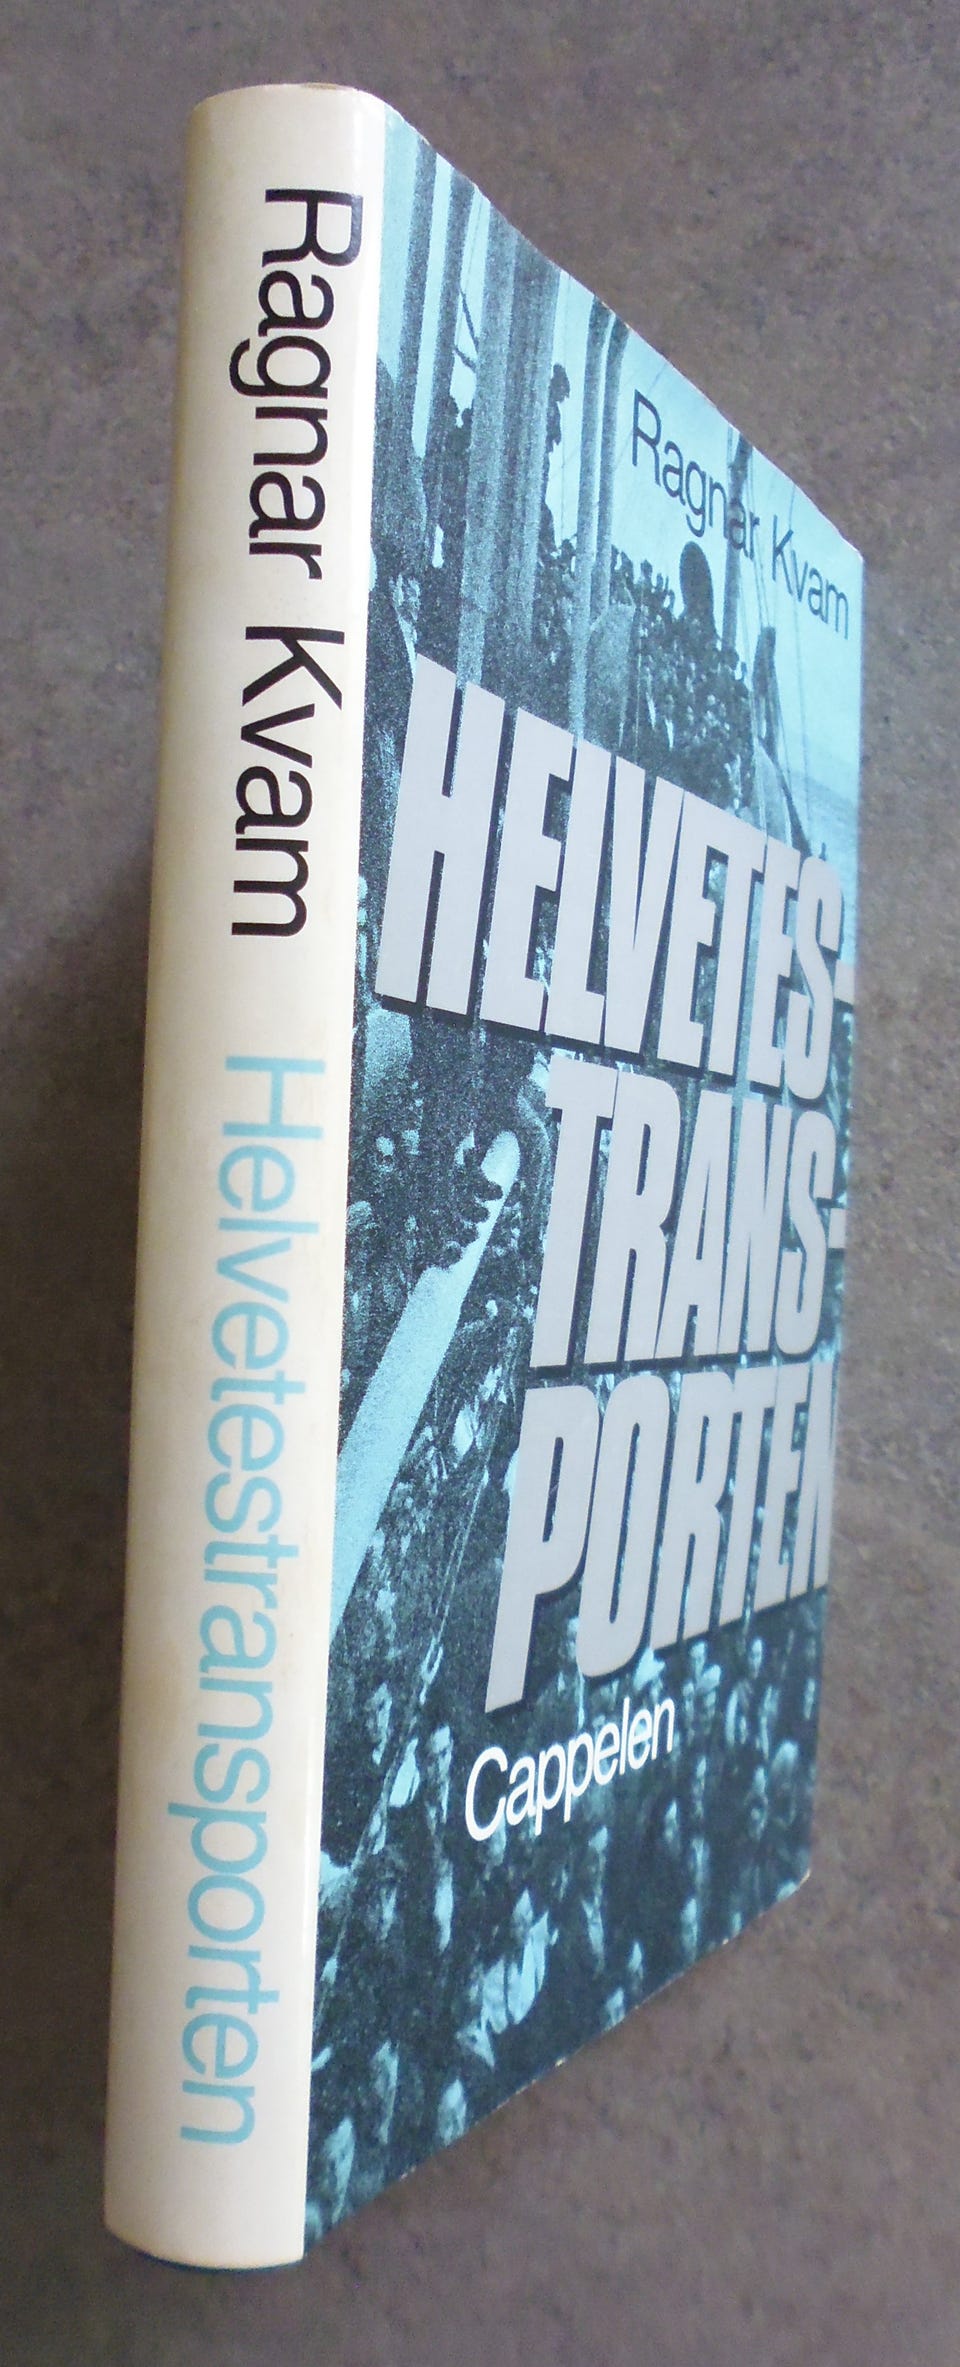 Ragnar Kvam Helvetestransporten
Ragnar Kvam
HELVETES-
TRANS-
PORTEN
Cappelen